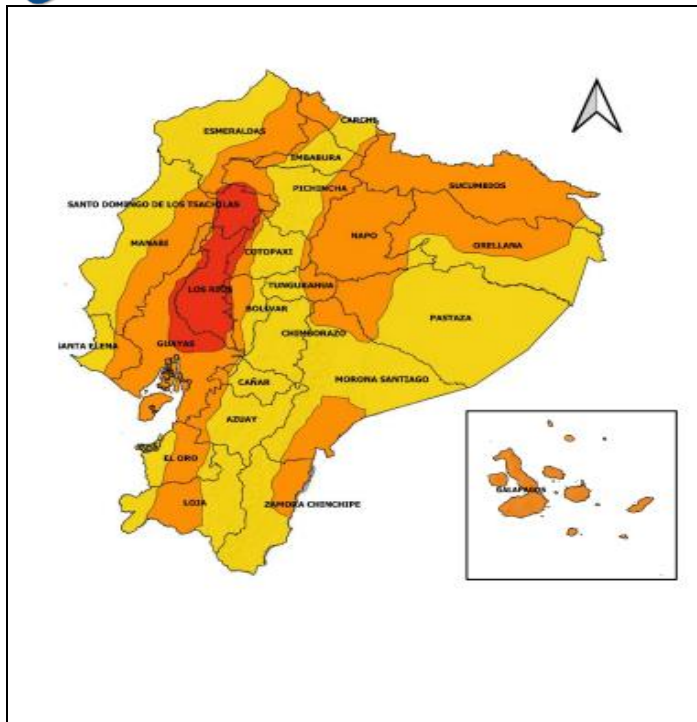 ESMERALDAS
CARCHI
IMBABURA
PICHINCHA
SUCUMBIOS
SANTO DOMINGO DE LOS TSACHILAS
NAPO
MANABI
ORELLANA
COTOPAXI
TUNGURAHUA
LOS RIOS
BOLIVAR
PASTAZA
CHIMBORAZO
ANTA ELENA
GUAYAS
MORONA SANTIAGO
CAÑAR
AZUAY
EL ORO
GALAPAGOS
LOJA
ZAMORA CHINCHIPE